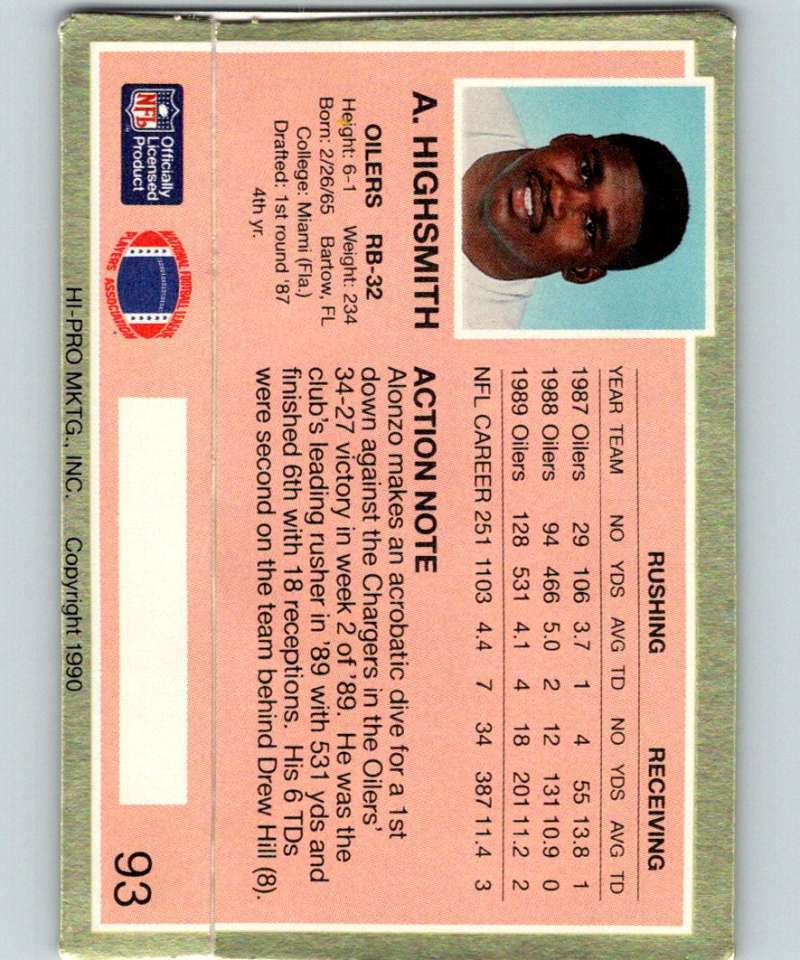 RUSHING RECEIVING
YEAR TEAM NO YDS AVG TD NO YDS AVG TD
1987 Oilers 29 106 3.7 1 4 55 13.8 1
1988 Oilers 94 466 5.0 2 12 131 10.9 0
1989 Oilers 128 531 4.1 4 18 201 11.2 2
NFL CAREER 251 1103 4.4 7 34 387 11.4 3
A. HIGHSMITH
OILERS RB-32
Height: 6-1 Weight: 234
Born: 2/26/65 Bartow, FL
College: Miami (Fla.)
Drafted: 1st round '87
4th yr.
ACTION NOTE
Alonzo makes an acrobatic dive for a 1st
down against the Chargers in the Oilers'
34-27 victory in week 2 of '89. He was the
club's leading rusher in '89 with 531 yds and
finished 6th with 18 receptions. His 6 TDs
were second on the team behind Drew Hill (8).
NFL
Officially
Licensed
Product
NATIONAL FOOTBALL LEAGUE
PLAYERS ASSOCIATION
93
HI-PRO MKTG., INC. Copyright 1990